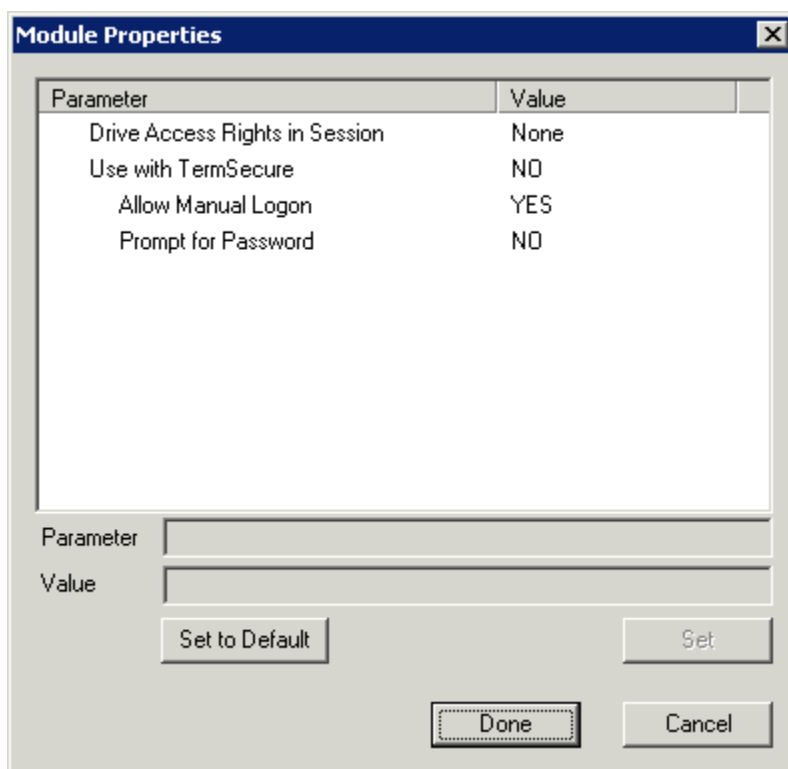 Module Properties
Parameter Value
Drive Access Rights in Session None
Use with TermSecure NO
Allow Manual Logon YES
Prompt for Password NO
Parameter
Value
Set to Default Set
Done Cancel